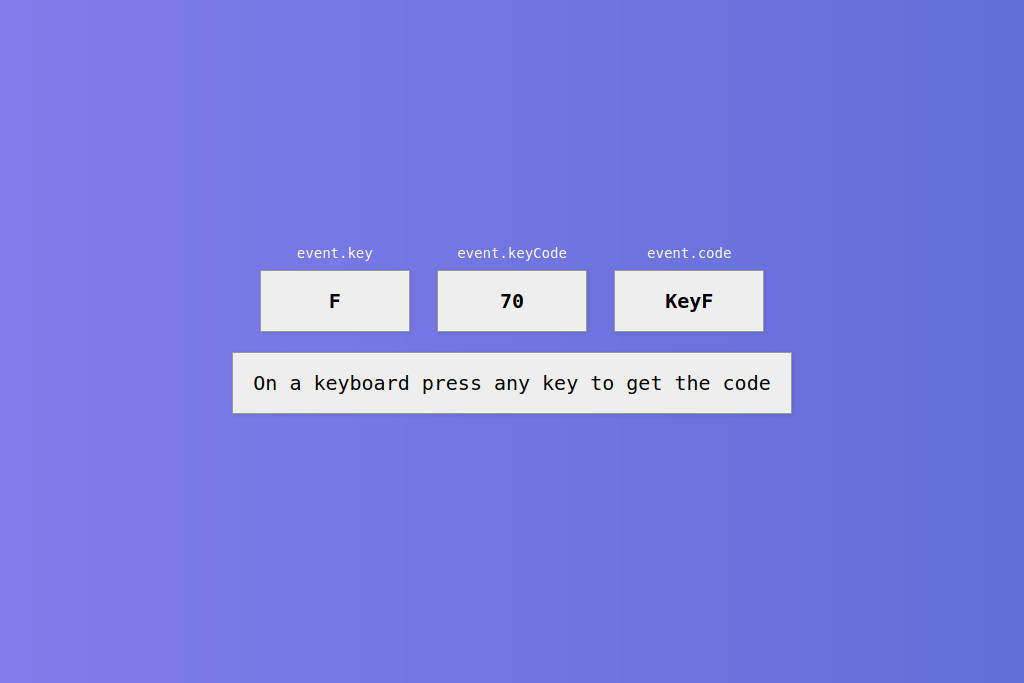 event.key event.keyCode event.code
F 70 KeyF
On a keyboard press any key to get the code